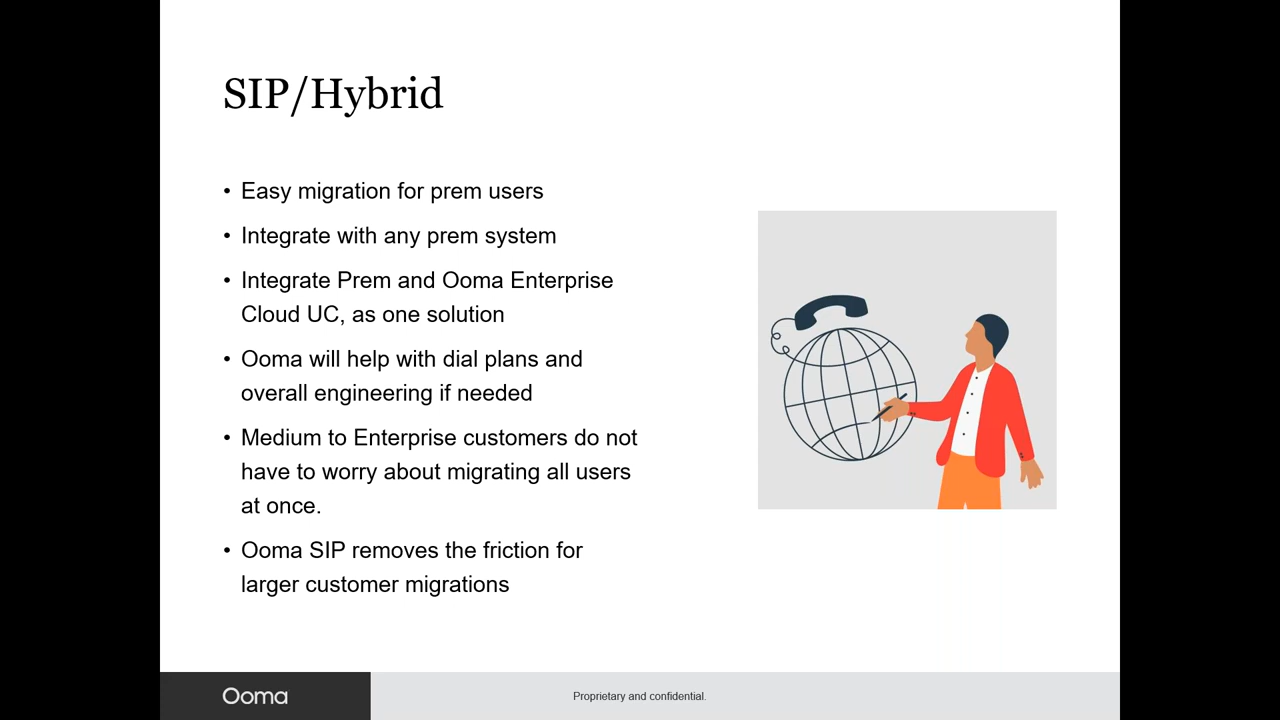 SIP/Hybrid
• Easy migration for prem users
• Integrate with any prem system
• Integrate Prem and Ooma Enterprise
Cloud UC, as one solution
• Ooma will help with dial plans and
overall engineering if needed
• Medium to Enterprise customers do not
have to worry about migrating all users
at once.
• Ooma SIP removes the friction for
larger customer migrations
Ooma
Proprietary and confidential.